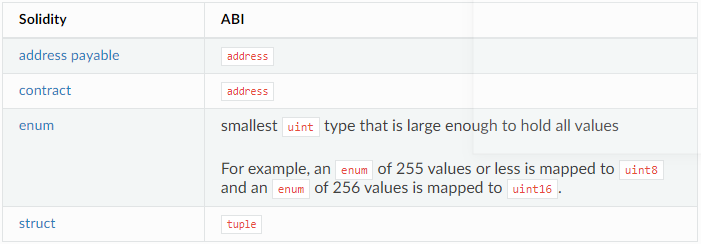 Solidity ABI
address payable address
contract address
enum smallest uint type that is large enough to hold all values
For example, an enum of 255 values or less is mapped to uint8
and an enum of 256 values is mapped to uint16.
struct tuple